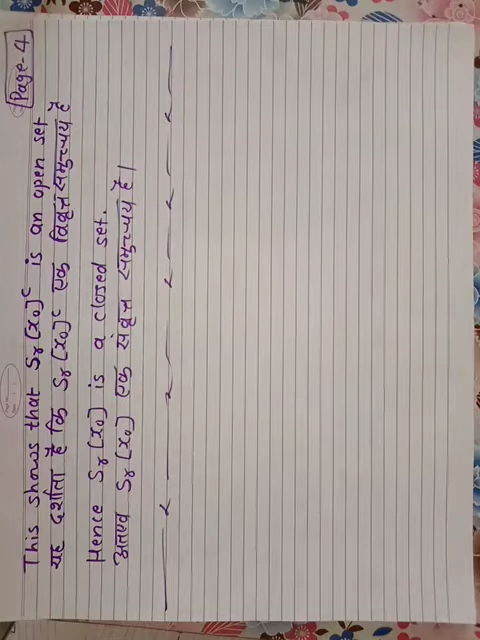 Page-4
This shows that Sr[x0]^c is an open set
यह दर्शाता है कि Sr[x0]^c एक विवृत्त समुच्चय है
Hence Sr[x0] is a closed set.
अतएव Sr[x0] एक संवृत्त समुच्चय है।